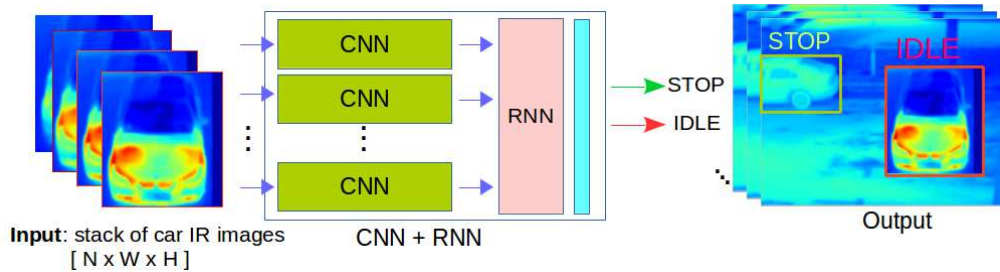 Input: stack of car IR images
[ N x W x H ]
CNN
CNN
CNN
RNN
CNN + RNN
STOP
IDLE
STOP
IDLE
Output